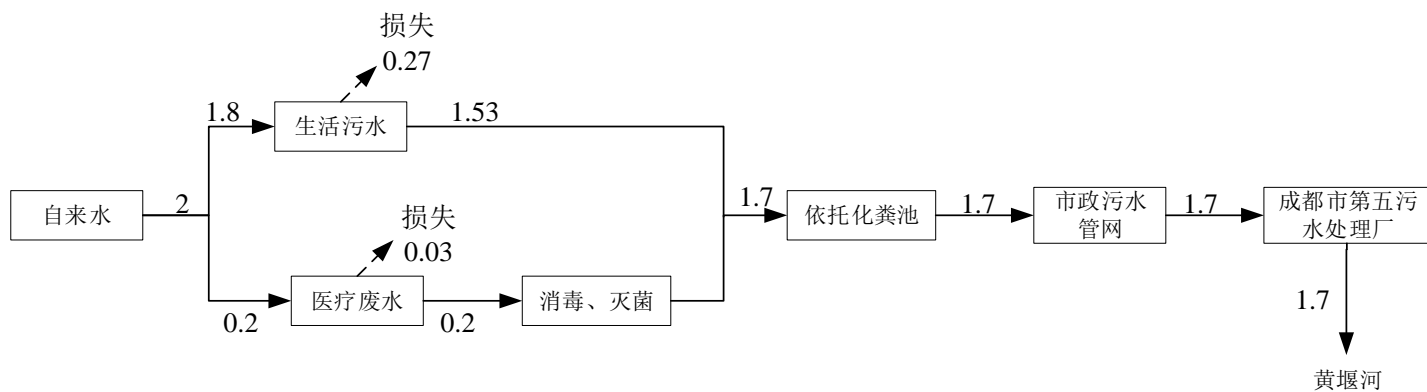 损失
0.27
1.8
生活污水
1.53
自来水
2
损失
0.03
0.2
医疗废水
0.2
消毒、灭菌
1.7
依托化粪池
1.7
市政污水
管网
1.7
成都市第五污
水处理厂
1.7
黄堰河